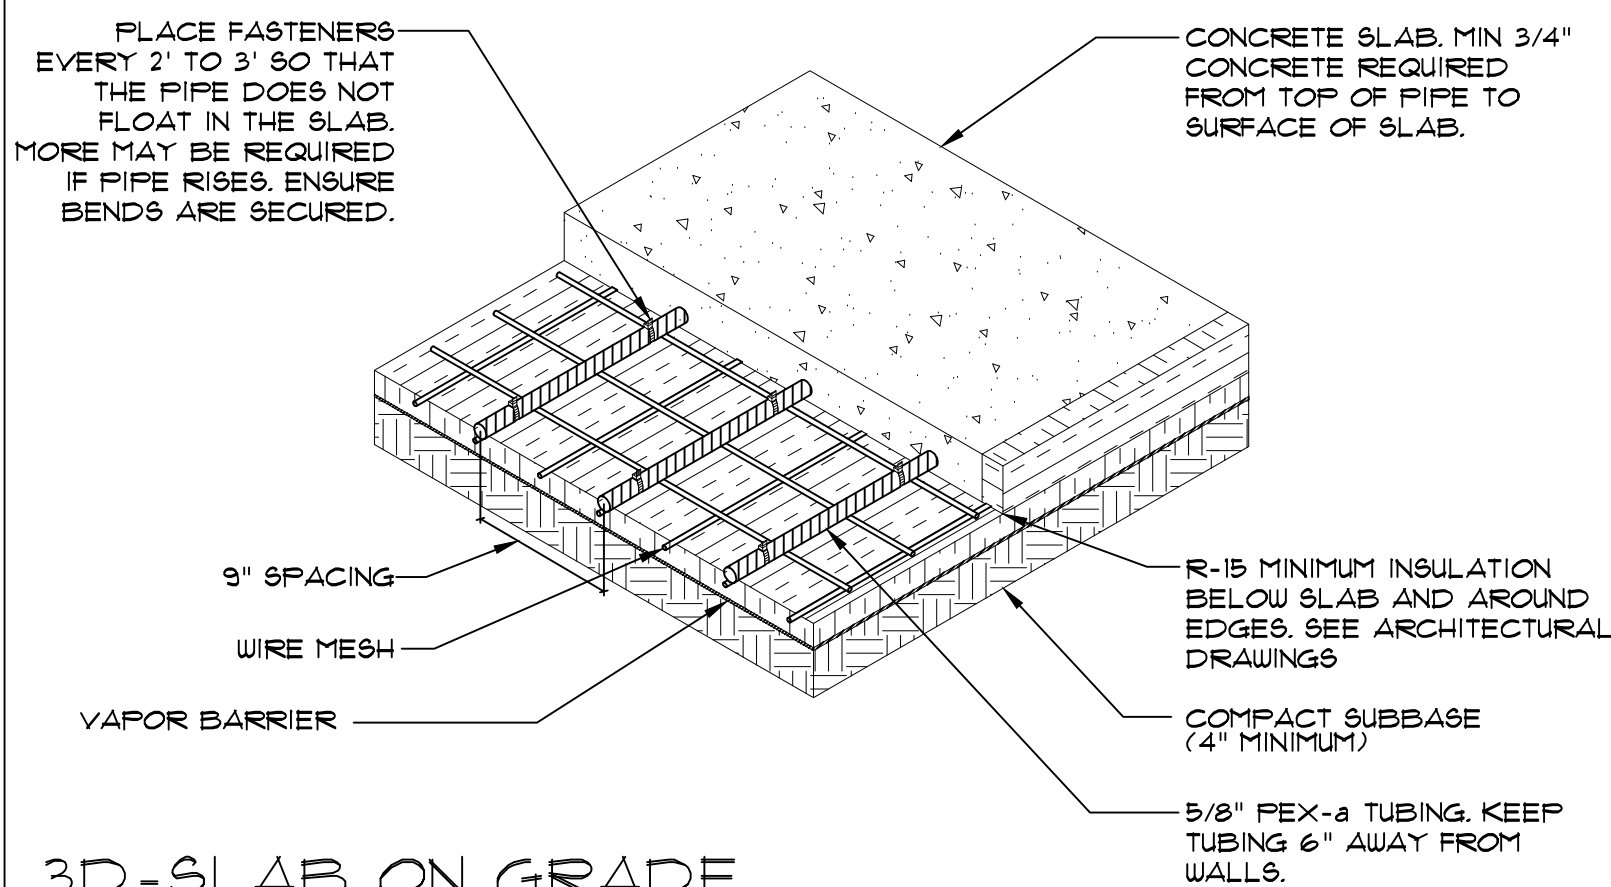 PLACE FASTENERS
EVERY 2' TO 3' SO THAT
THE PIPE DOES NOT
FLOAT IN THE SLAB.
MORE MAY BE REQUIRED
IF PIPE RISES. ENSURE
BENDS ARE SECURED.
CONCRETE SLAB. MIN 3/4"
CONCRETE REQUIRED
FROM TOP OF PIPE TO
SURFACE OF SLAB.
9" SPACING
WIRE MESH
VAPOR BARRIER
R-15 MINIMUM INSULATION
BELOW SLAB AND AROUND
EDGES. SEE ARCHITECTURAL
DRAWINGS
COMPACT SUBBASE
(4" MINIMUM)
5/8" PEX-a TUBING. KEEP
TUBING 6" AWAY FROM
WALLS.
3D-SLAB ON GRADE